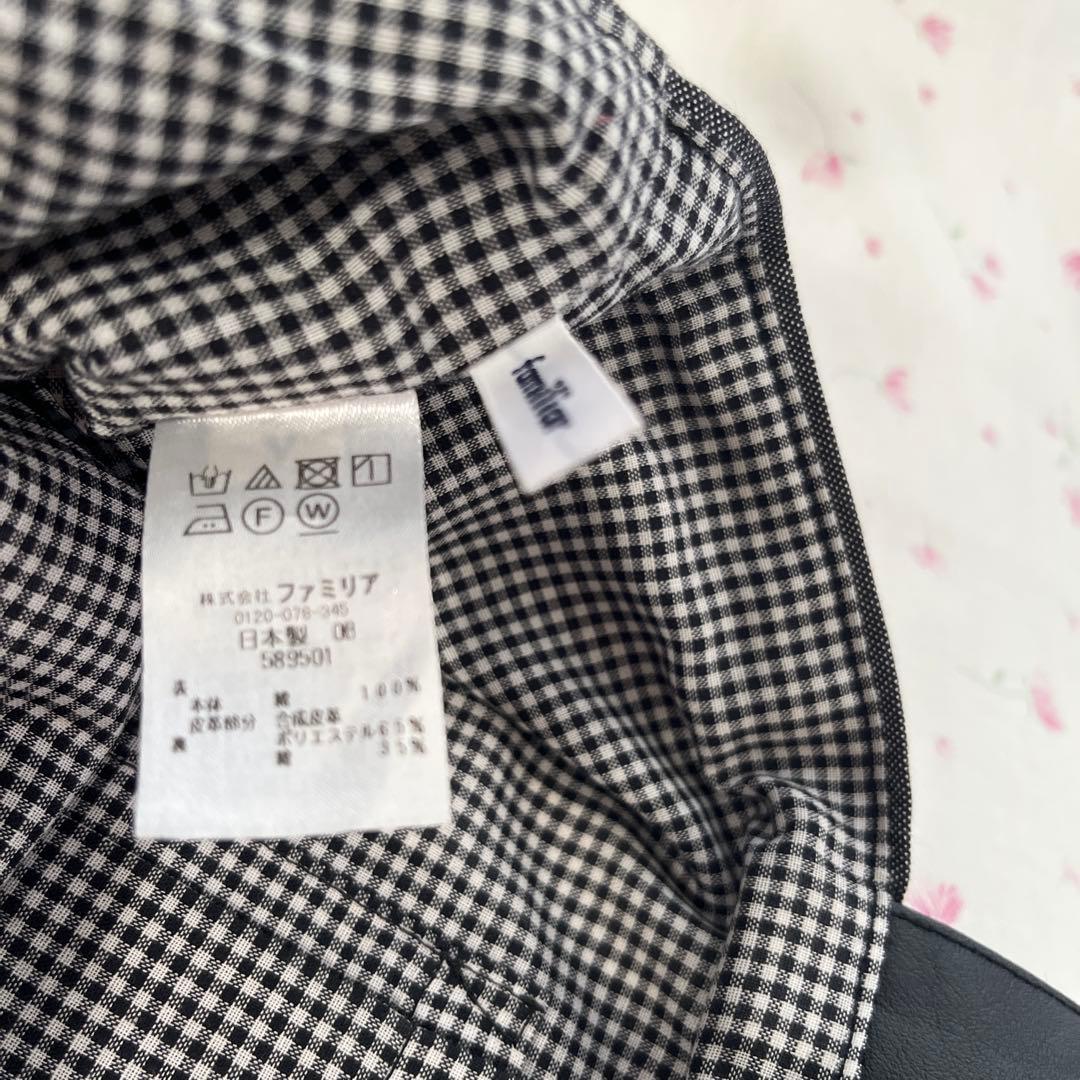 familiar
F W
株式会社 ファミリア
0120-078-345
日本製 06
589501
表
本体 綿 100%
皮革部分 合成皮革
裏 ポリエステル65%
綿 35%